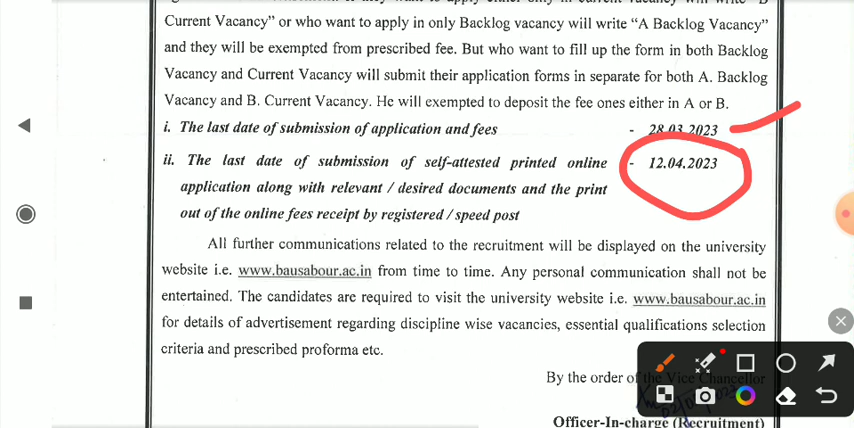 Current Vacancy” or who want to apply in only Backlog vacancy will write “A Backlog Vacancy”
and they will be exempted from prescribed fee. But who want to fill up the form in both Backlog
Vacancy and Current Vacancy will submit their application forms in separate for both A. Backlog
Vacancy and B. Current Vacancy. He will exempted to deposit the fee ones either in A or B.
i. The last date of submission of application and fees - 28.03.2023
ii. The last date of submission of self-attested printed online - 12.04.2023
application along with relevant / desired documents and the print
out of the online fees receipt by registered / speed post
All further communications related to the recruitment will be displayed on the university
website i.e. www.bausabour.ac.in from time to time. Any personal communication shall not be
entertained. The candidates are required to visit the university website i.e. www.bausabour.ac.in
for details of advertisement regarding discipline wise vacancies, essential qualifications selection
criteria and prescribed proforma etc.
By the order of the Vice Chancellor
Officer-In-charge (Recruitment)